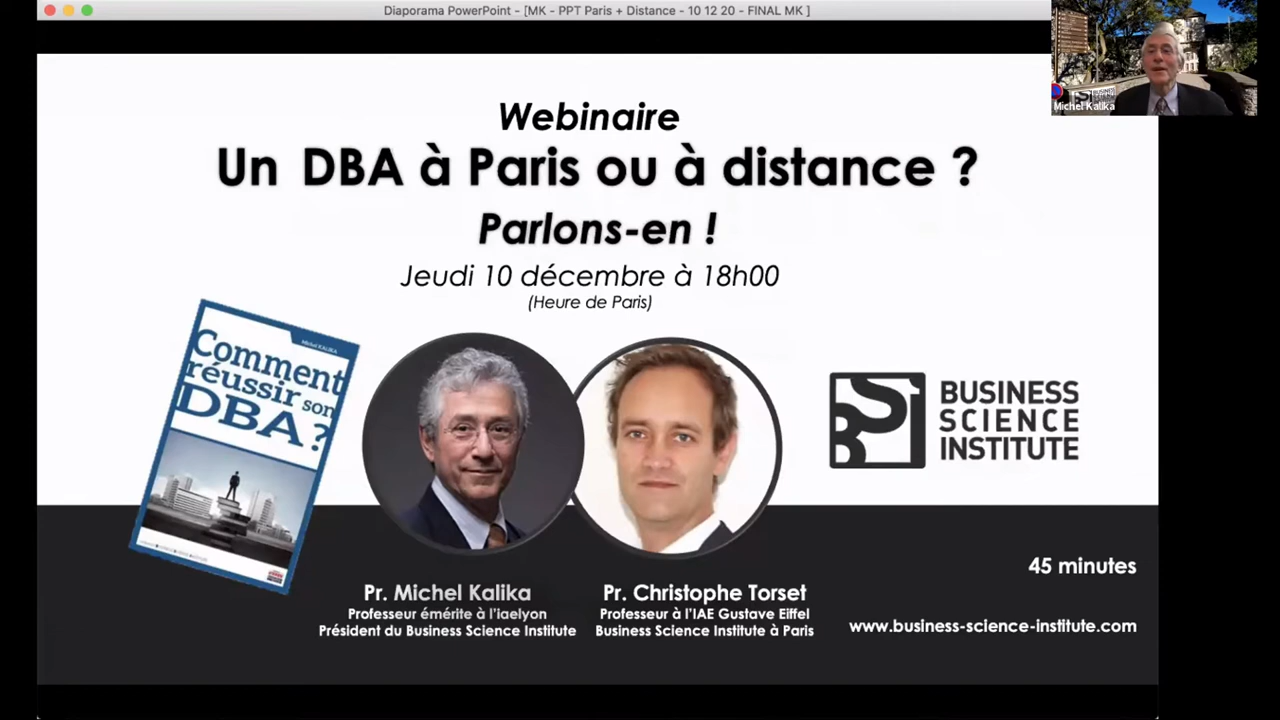 Diaporama PowerPoint - [MK - PPT Paris + Distance - 10 12 20 - FINAL MK ]
Michel Kalika
Webinaire
Un DBA à Paris ou à distance ?
Parlons-en !
Jeudi 10 décembre à 18h00
(Heure de Paris)
Michel KALIKA
Comment
réussir son
DBA ?
BSI
BUSINESS
SCIENCE
INSTITUTE
45 minutes
Pr. Michel Kalika
Professeur émérite à l'iaelyon
Président du Business Science Institute
Pr. Christophe Torset
Professeur à l'IAE Gustave Eiffel
Business Science Institute à Paris
www.business-science-institute.com